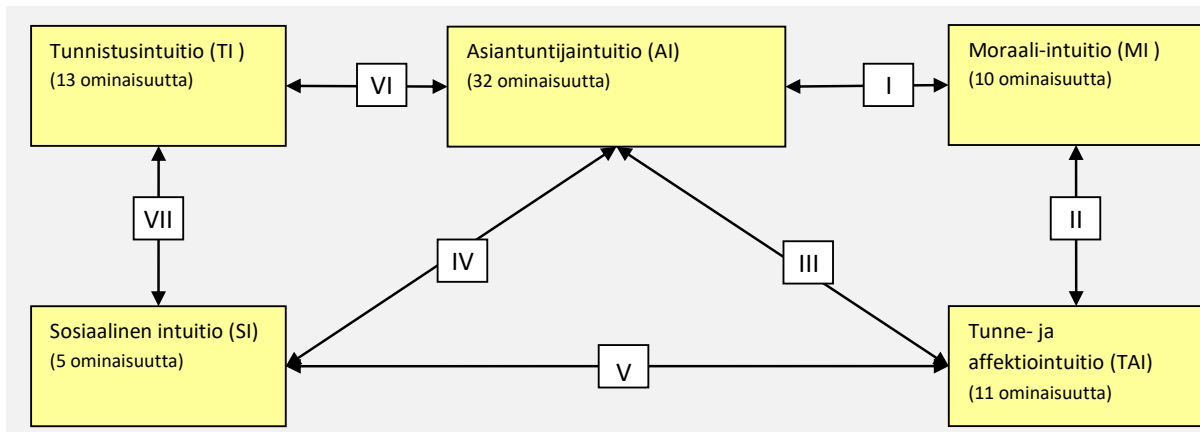 Tunnistusintuitio (TI )
(13 ominaisuutta)
VI
Asiantuntijaintuitio (AI)
(32 ominaisuutta)
I
Moraali-intuitio (MI )
(10 ominaisuutta)
VII
IV
III
II
Sosiaalinen intuitio (SI)
(5 ominaisuutta)
V
Tunne- ja
affektiointuitio (TAI)
(11 ominaisuutta)